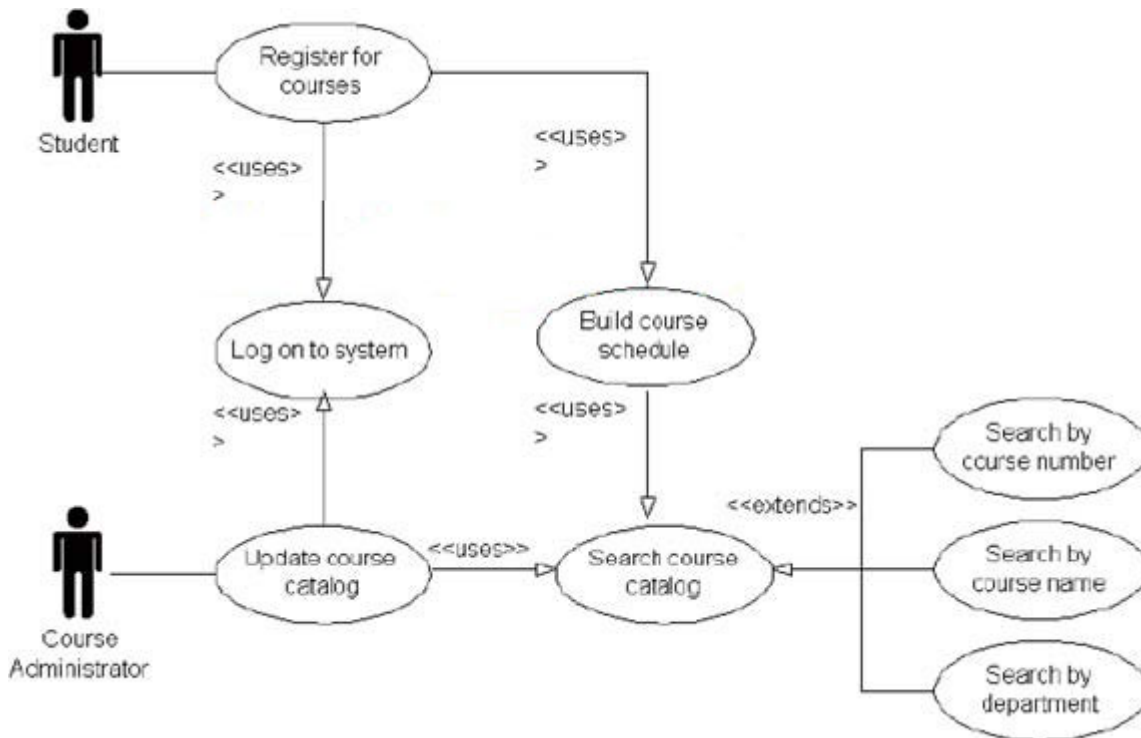 Register for
courses
Student
<<uses>
>
<<uses>
>
Log on to system
Build course
schedule
<<uses>
>
<<uses>
>
Search by
course number
<<extends>>
Update course
catalog
<<uses>>
Search course
catalog
Search by
course name
Course
Administrator
Search by
department